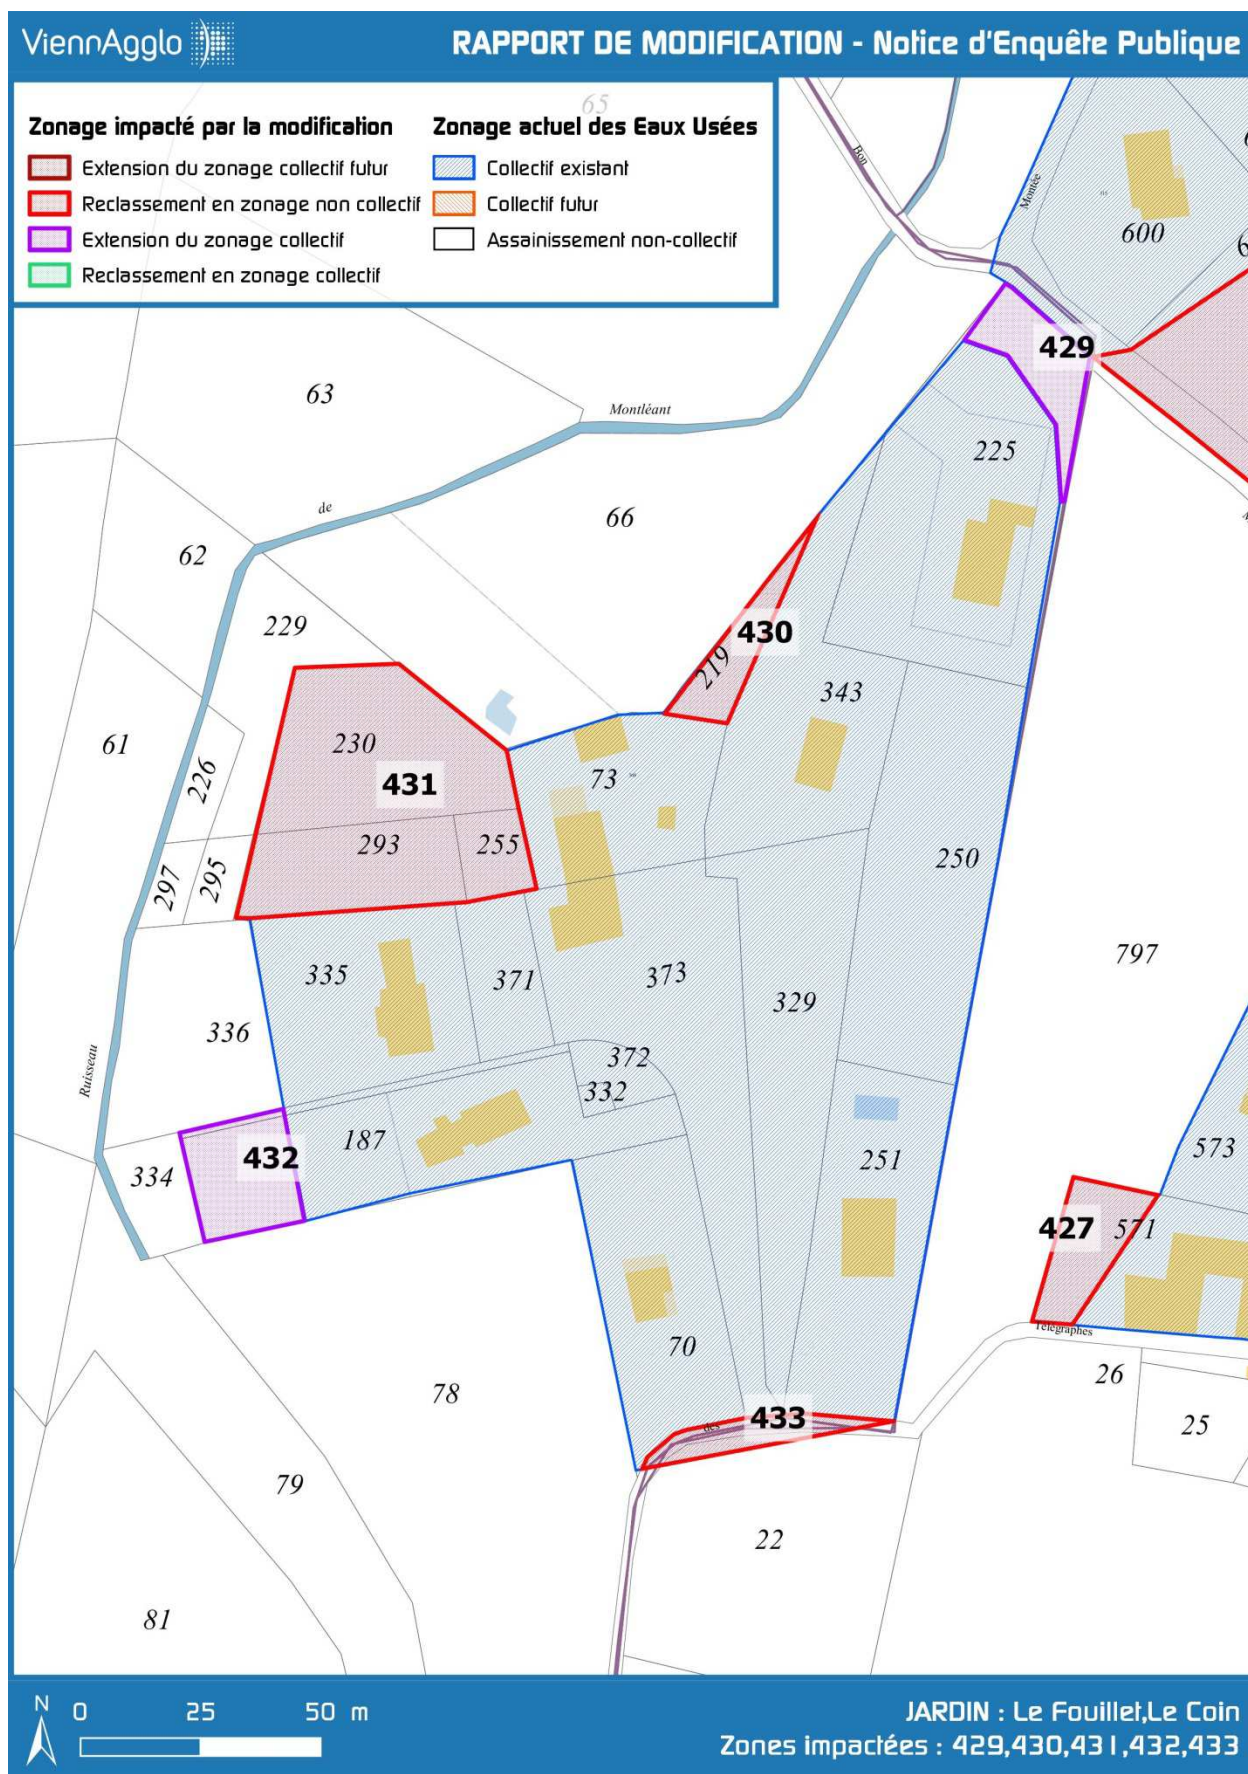 ViennAgglo
RAPPORT DE MODIFICATION - Notice d'Enquête Publique
Zonage impacté par la modification
Extension du zonage collectif futur
Reclassement en zonage non collectif
Extension du zonage collectif
Reclassement en zonage collectif
Zonage actuel des Eaux Usées
Collectif existant
Collectif futur
Assainissement non-collectif
65
Bon
Montée
600
429
63
Montléant
225
de
66
62
229
430
219
343
61
230
431
73
226
293
255
250
297
295
797
335
371
373
329
336
372
Ruisseau
332
187
432
334
251
573
427
571
Télégraphes
70
26
78
433
des
25
79
22
81
N
0 25 50 m
JARDIN : Le Fouillet,Le Coin
Zones impactées : 429,430,431,432,433